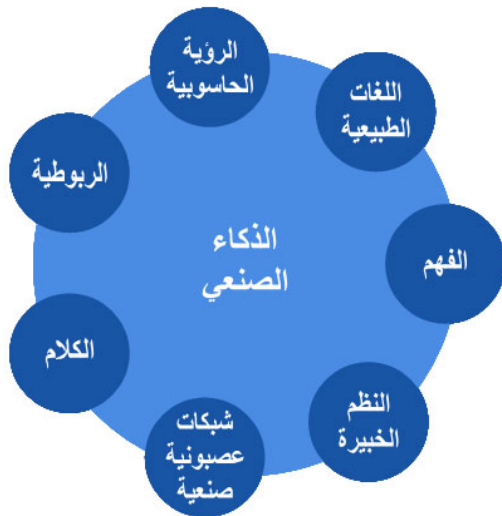 الرؤية
الحاسوبية
اللغات
الطبيعية
الربوطية
الذكاء
الصنعي
الفهم
الكلام
النظم
الخبيرة
شبكات
عصبونية
صنعية